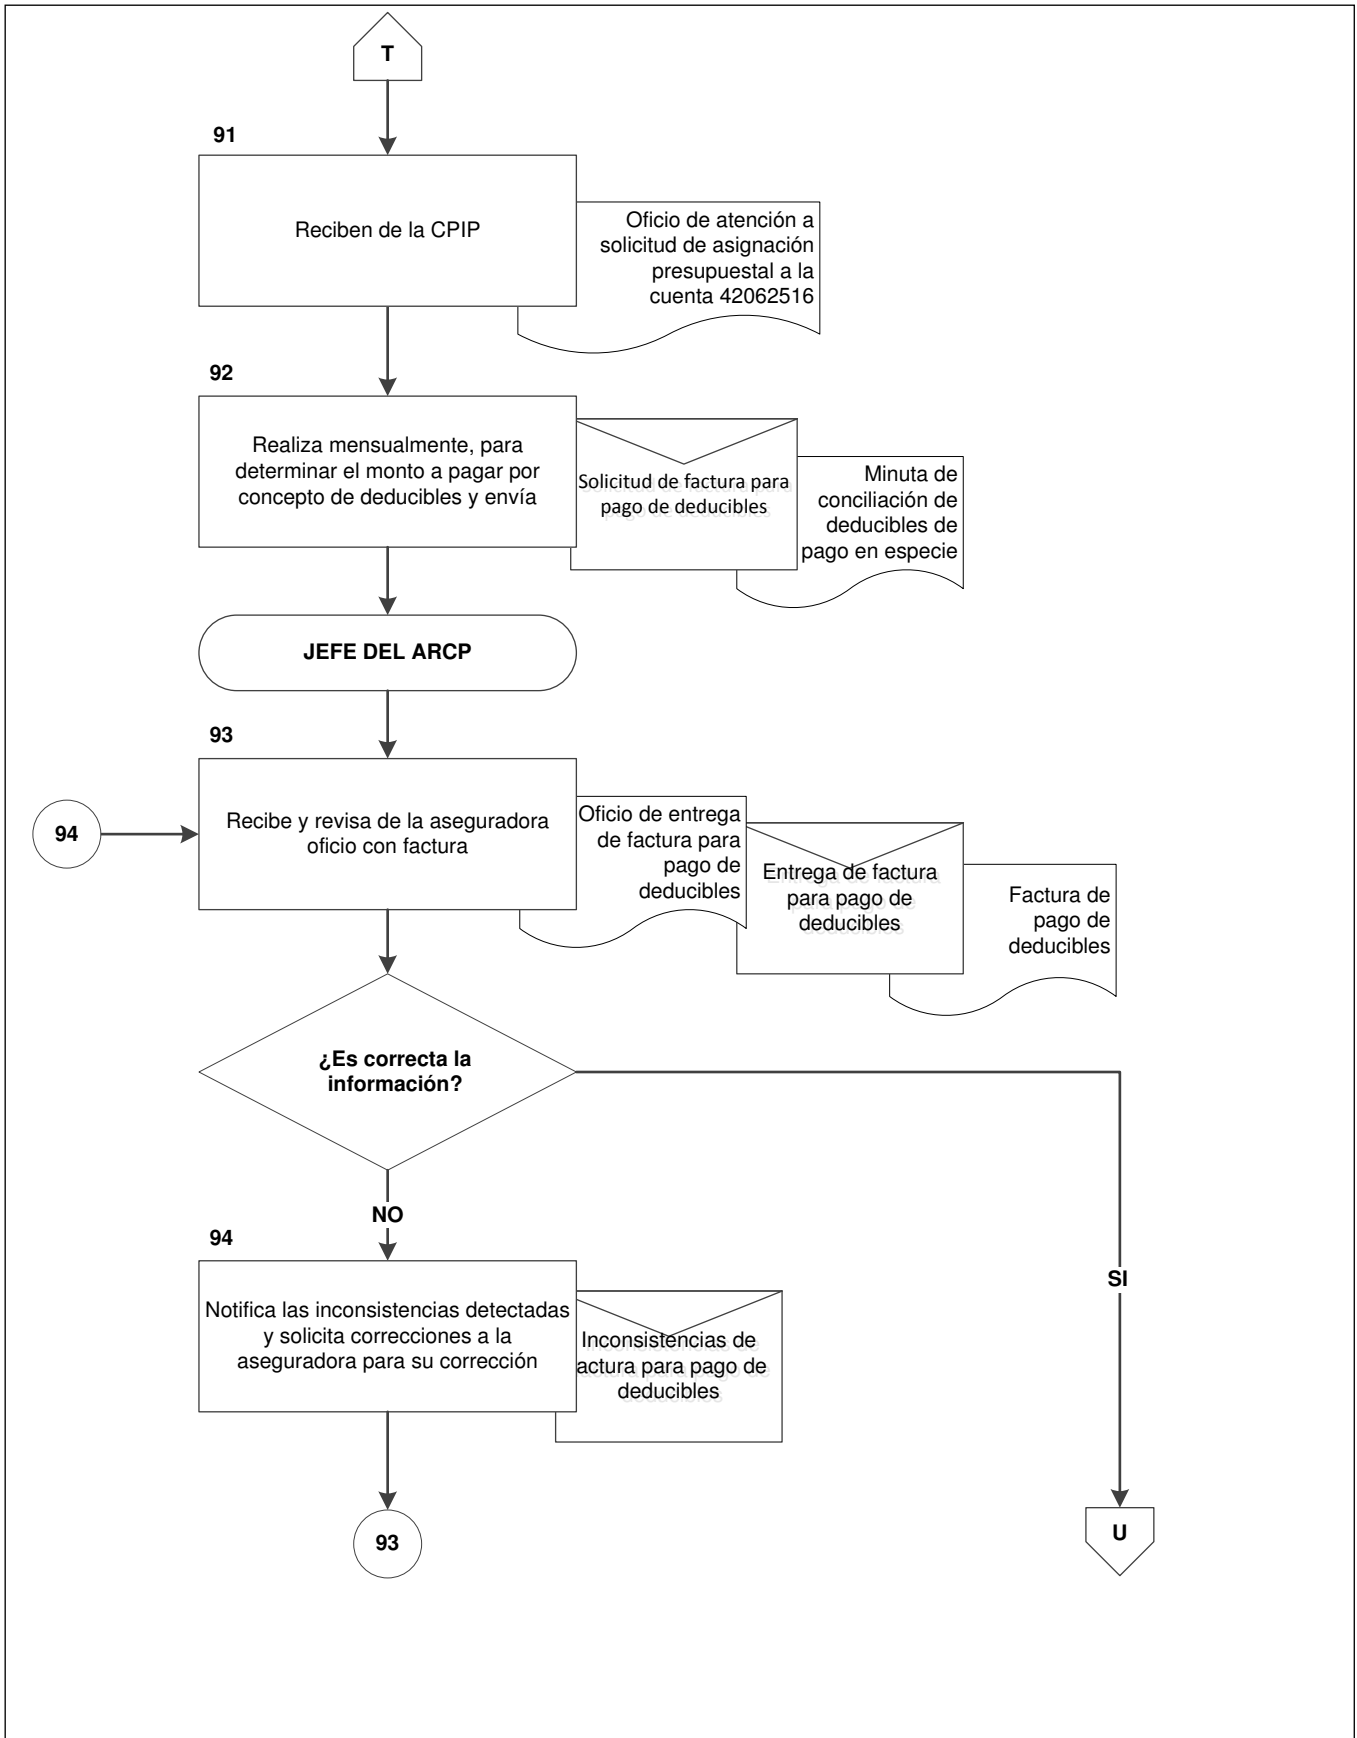 T
91
Reciben de la CPIP
Oficio de atención a
solicitud de asignación
presupuestal a la
cuenta 42062516
92
Realiza mensualmente, para
determinar el monto a pagar por
concepto de deducibles y envía
Solicitud de factura para
pago de deducibles
Minuta de
conciliación de
deducibles de
pago en especie
JEFE DEL ARCP
93
94
Recibe y revisa de la aseguradora
oficio con factura
Oficio de entrega
de factura para
pago de
deducibles
Entrega de factura
para pago de
deducibles
Factura de
pago de
deducibles
¿Es correcta la
información?
NO
SI
94
Notifica las inconsistencias detectadas
y solicita correcciones a la
aseguradora para su corrección
Inconsistencias de
actura para pago de
deducibles
93
U